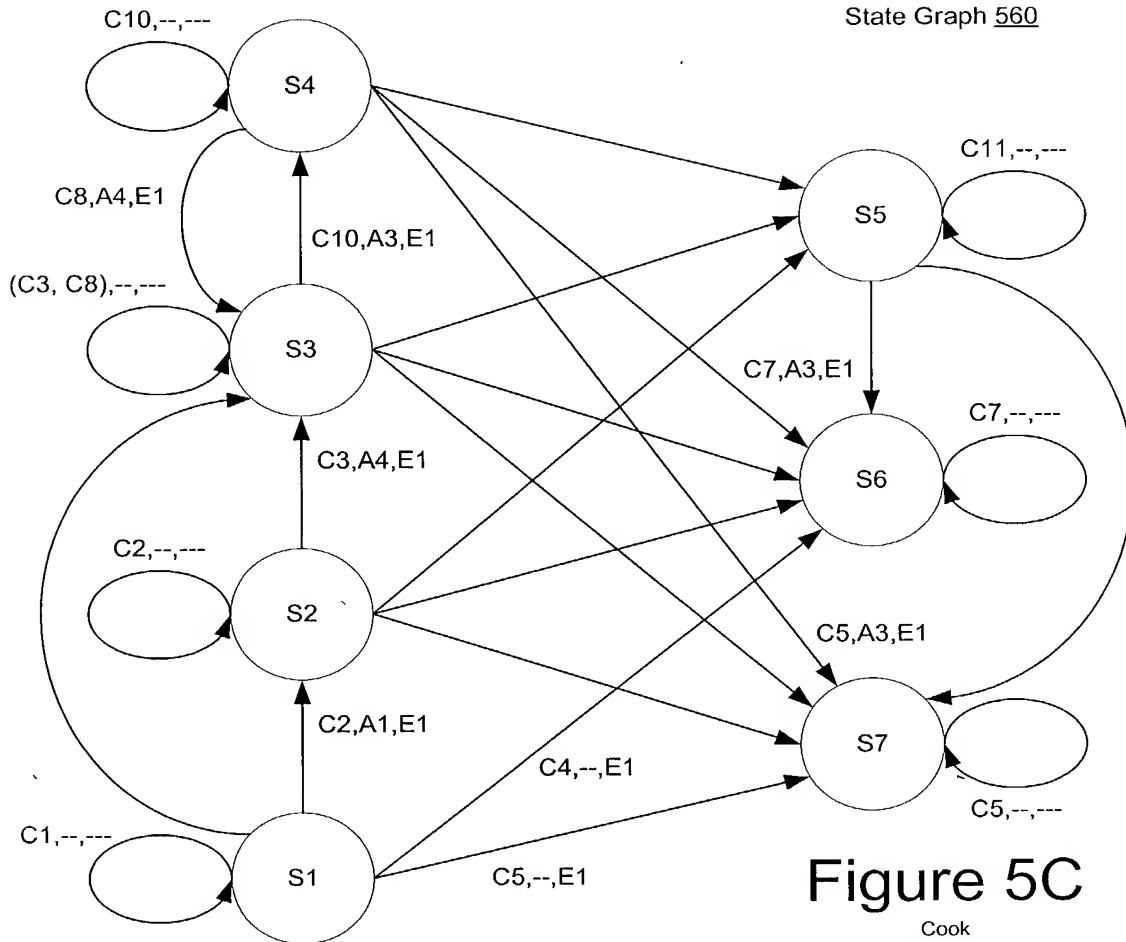 C10,--,---
State Graph 560
S4
C11,--,---
C8,A4,E1
S5
C10,A3,E1
(C3, C8),--,---
S3
C7,A3,E1
C7,--,---
C3,A4,E1
S6
C2,--,---
S2
C5,A3,E1
C2,A1,E1
S7
C4,--,E1
C5,--,---
C1,--,---
S1
C5,--,E1
Figure 5C
Cook